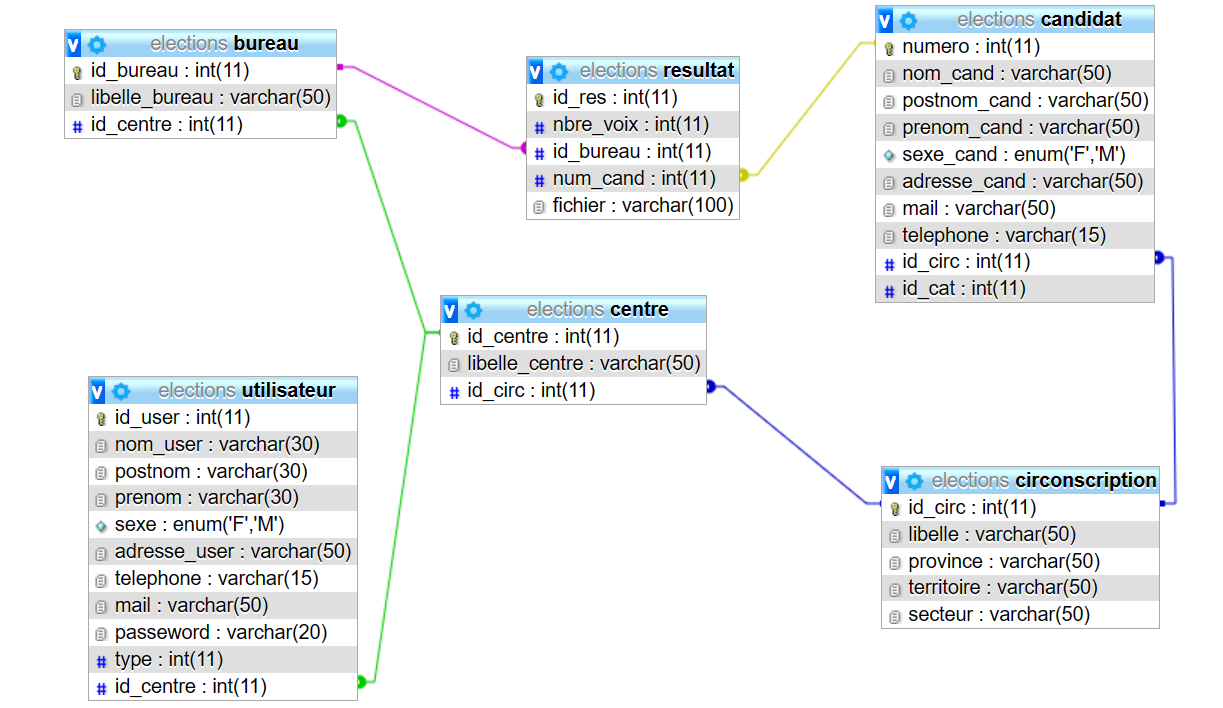 elections bureau
id_bureau : int(11)
libelle_bureau : varchar(50)
id_centre : int(11)
elections resultat
id_res : int(11)
nbre_voix : int(11)
id_bureau : int(11)
num_cand : int(11)
fichier : varchar(100)
elections candidat
numero : int(11)
nom_cand : varchar(50)
postnom_cand : varchar(50)
prenom_cand : varchar(50)
sexe_cand : enum('F','M')
adresse_cand : varchar(50)
mail : varchar(50)
telephone : varchar(15)
id_circ : int(11)
id_cat : int(11)
elections centre
id_centre : int(11)
libelle_centre : varchar(50)
id_circ : int(11)
elections utilisateur
id_user : int(11)
nom_user : varchar(30)
postnom : varchar(30)
prenom : varchar(30)
sexe : enum('F','M')
adresse_user : varchar(50)
telephone : varchar(15)
mail : varchar(50)
passeword : varchar(20)
type : int(11)
id_centre : int(11)
elections circonscription
id_circ : int(11)
libelle : varchar(50)
province : varchar(50)
territoire : varchar(50)
secteur : varchar(50)